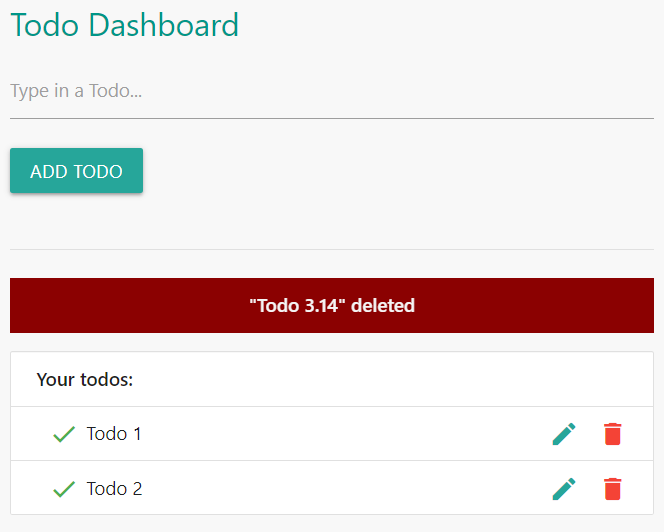 Todo Dashboard
Type in a Todo...
ADD TODO
"Todo 3.14" deleted
Your todos:
Todo 1
Todo 2